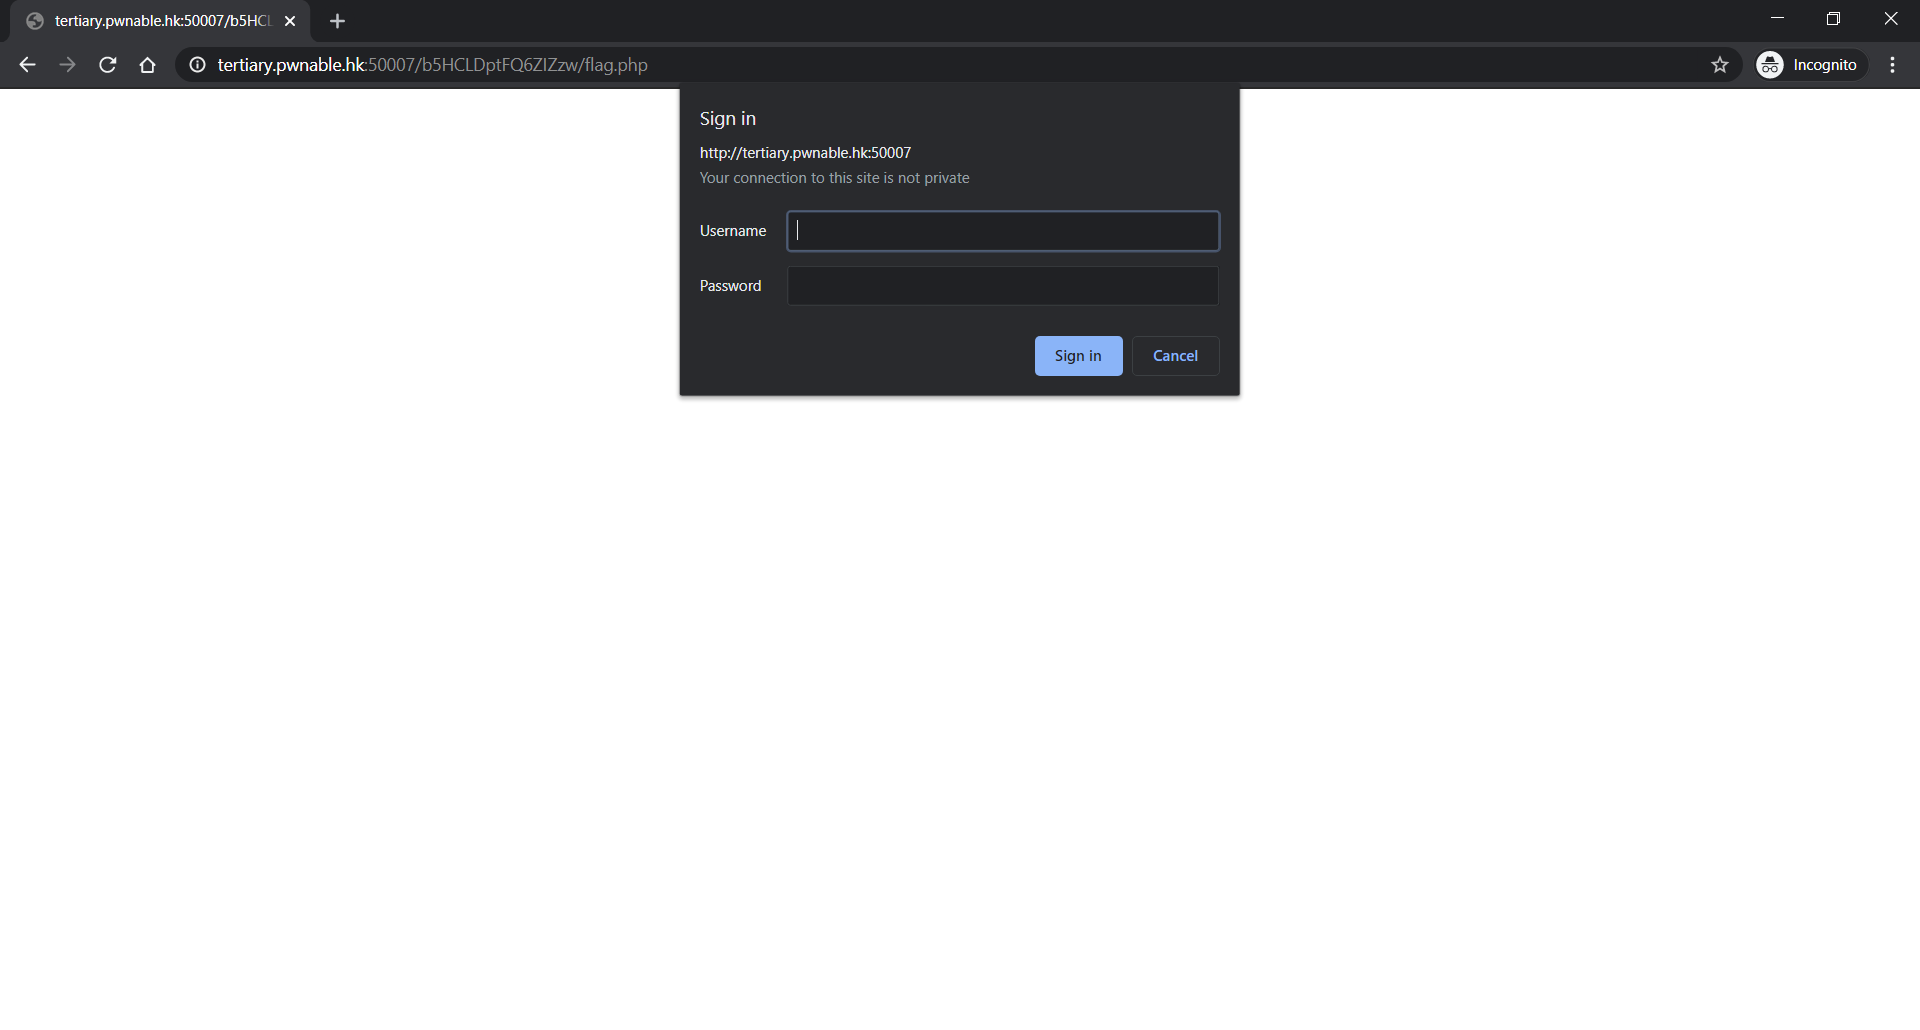 tertiary.pwnable.hk:50007/b5HCL
tertiary.pwnable.hk:50007/b5HCLDptFQ6ZIZzw/flag.php
Incognito
Sign in
http://tertiary.pwnable.hk:50007
Your connection to this site is not private
Username
Password
Sign in
Cancel